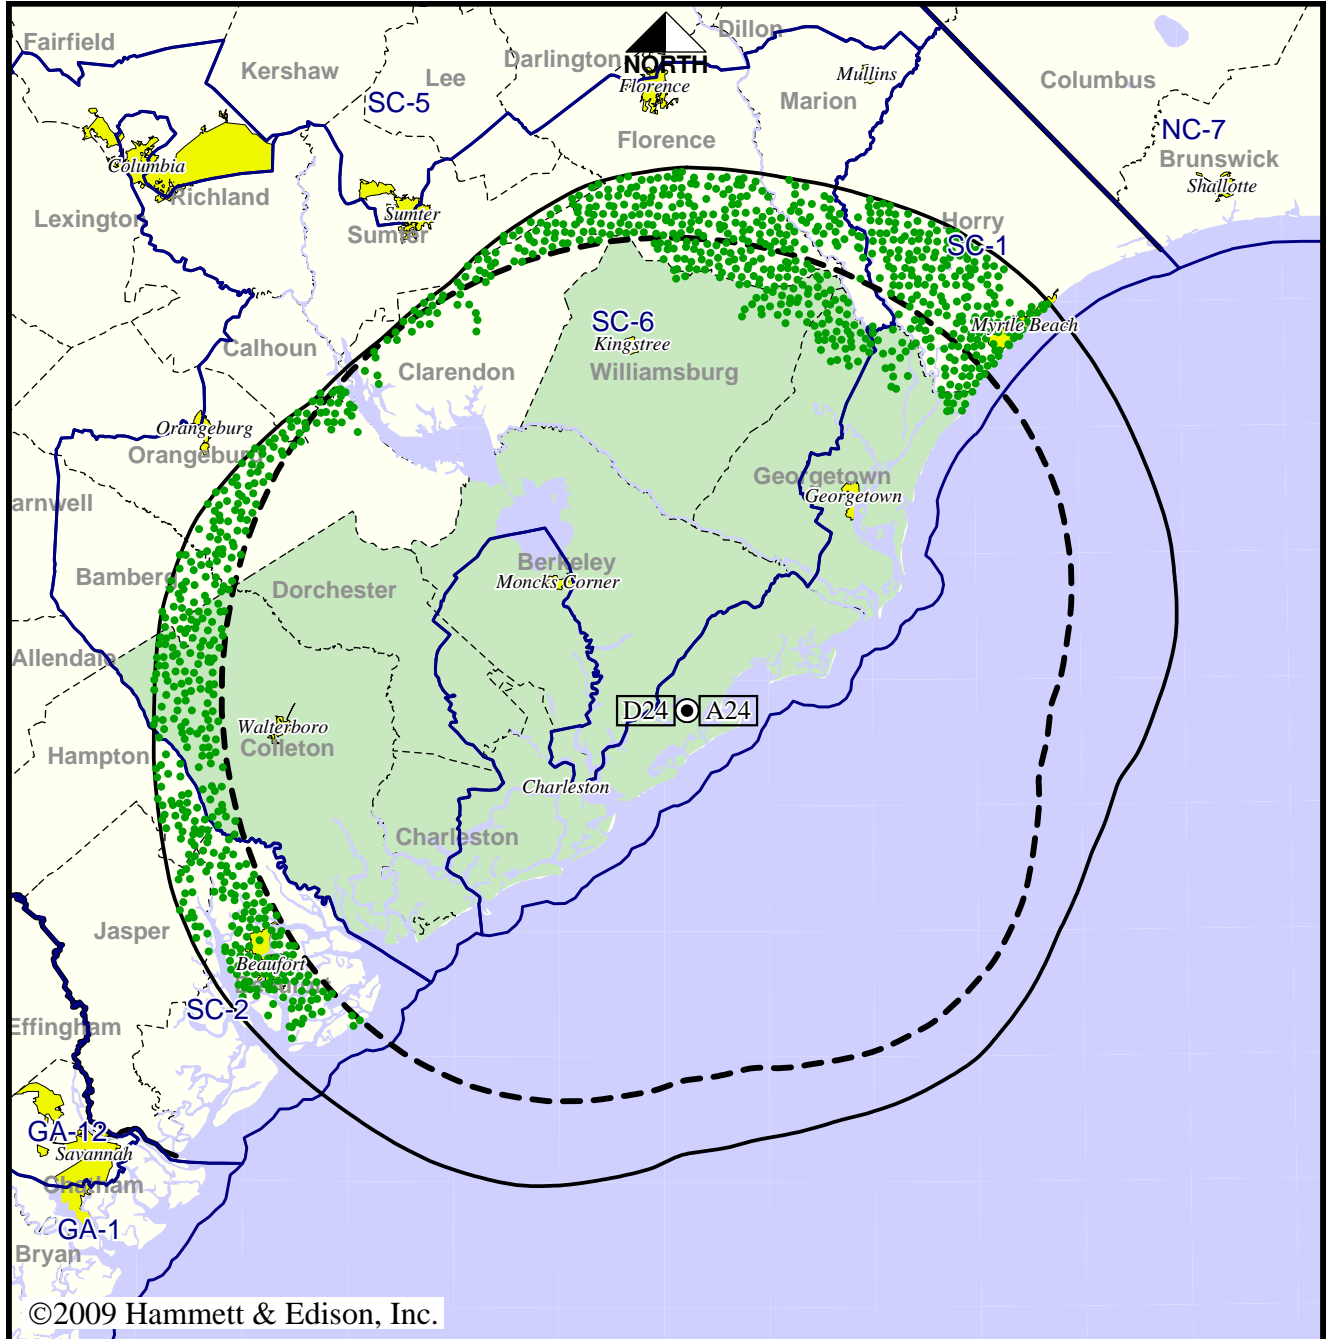 Fairfield
Kershaw
Lee
SC-5
Darlington
Dillon
NORTH
Florence
Mullins
Marion
Columbus
Florence
NC-7
Brunswick
Shallotte
Columbia
Richland
Lexington
Sumter
Sumter
Horry
SC-1
Myrtle Beach
SC-6
Kingstree
Williamsburg
Calhoun
Clarendon
Orangeburg
Orangeburg
Georgetown
Georgetown
arnwell
Berkeley
Moncks Corner
Bamberg
Dorchester
Allendale
D24
A24
Walterboro
Colleton
Hampton
Charleston
Charleston
Jasper
Beaufort
SC-2
Effingham
GA-12
Savannah
Chatham
GA-1
Bryan
©2009 Hammett & Edison, Inc.